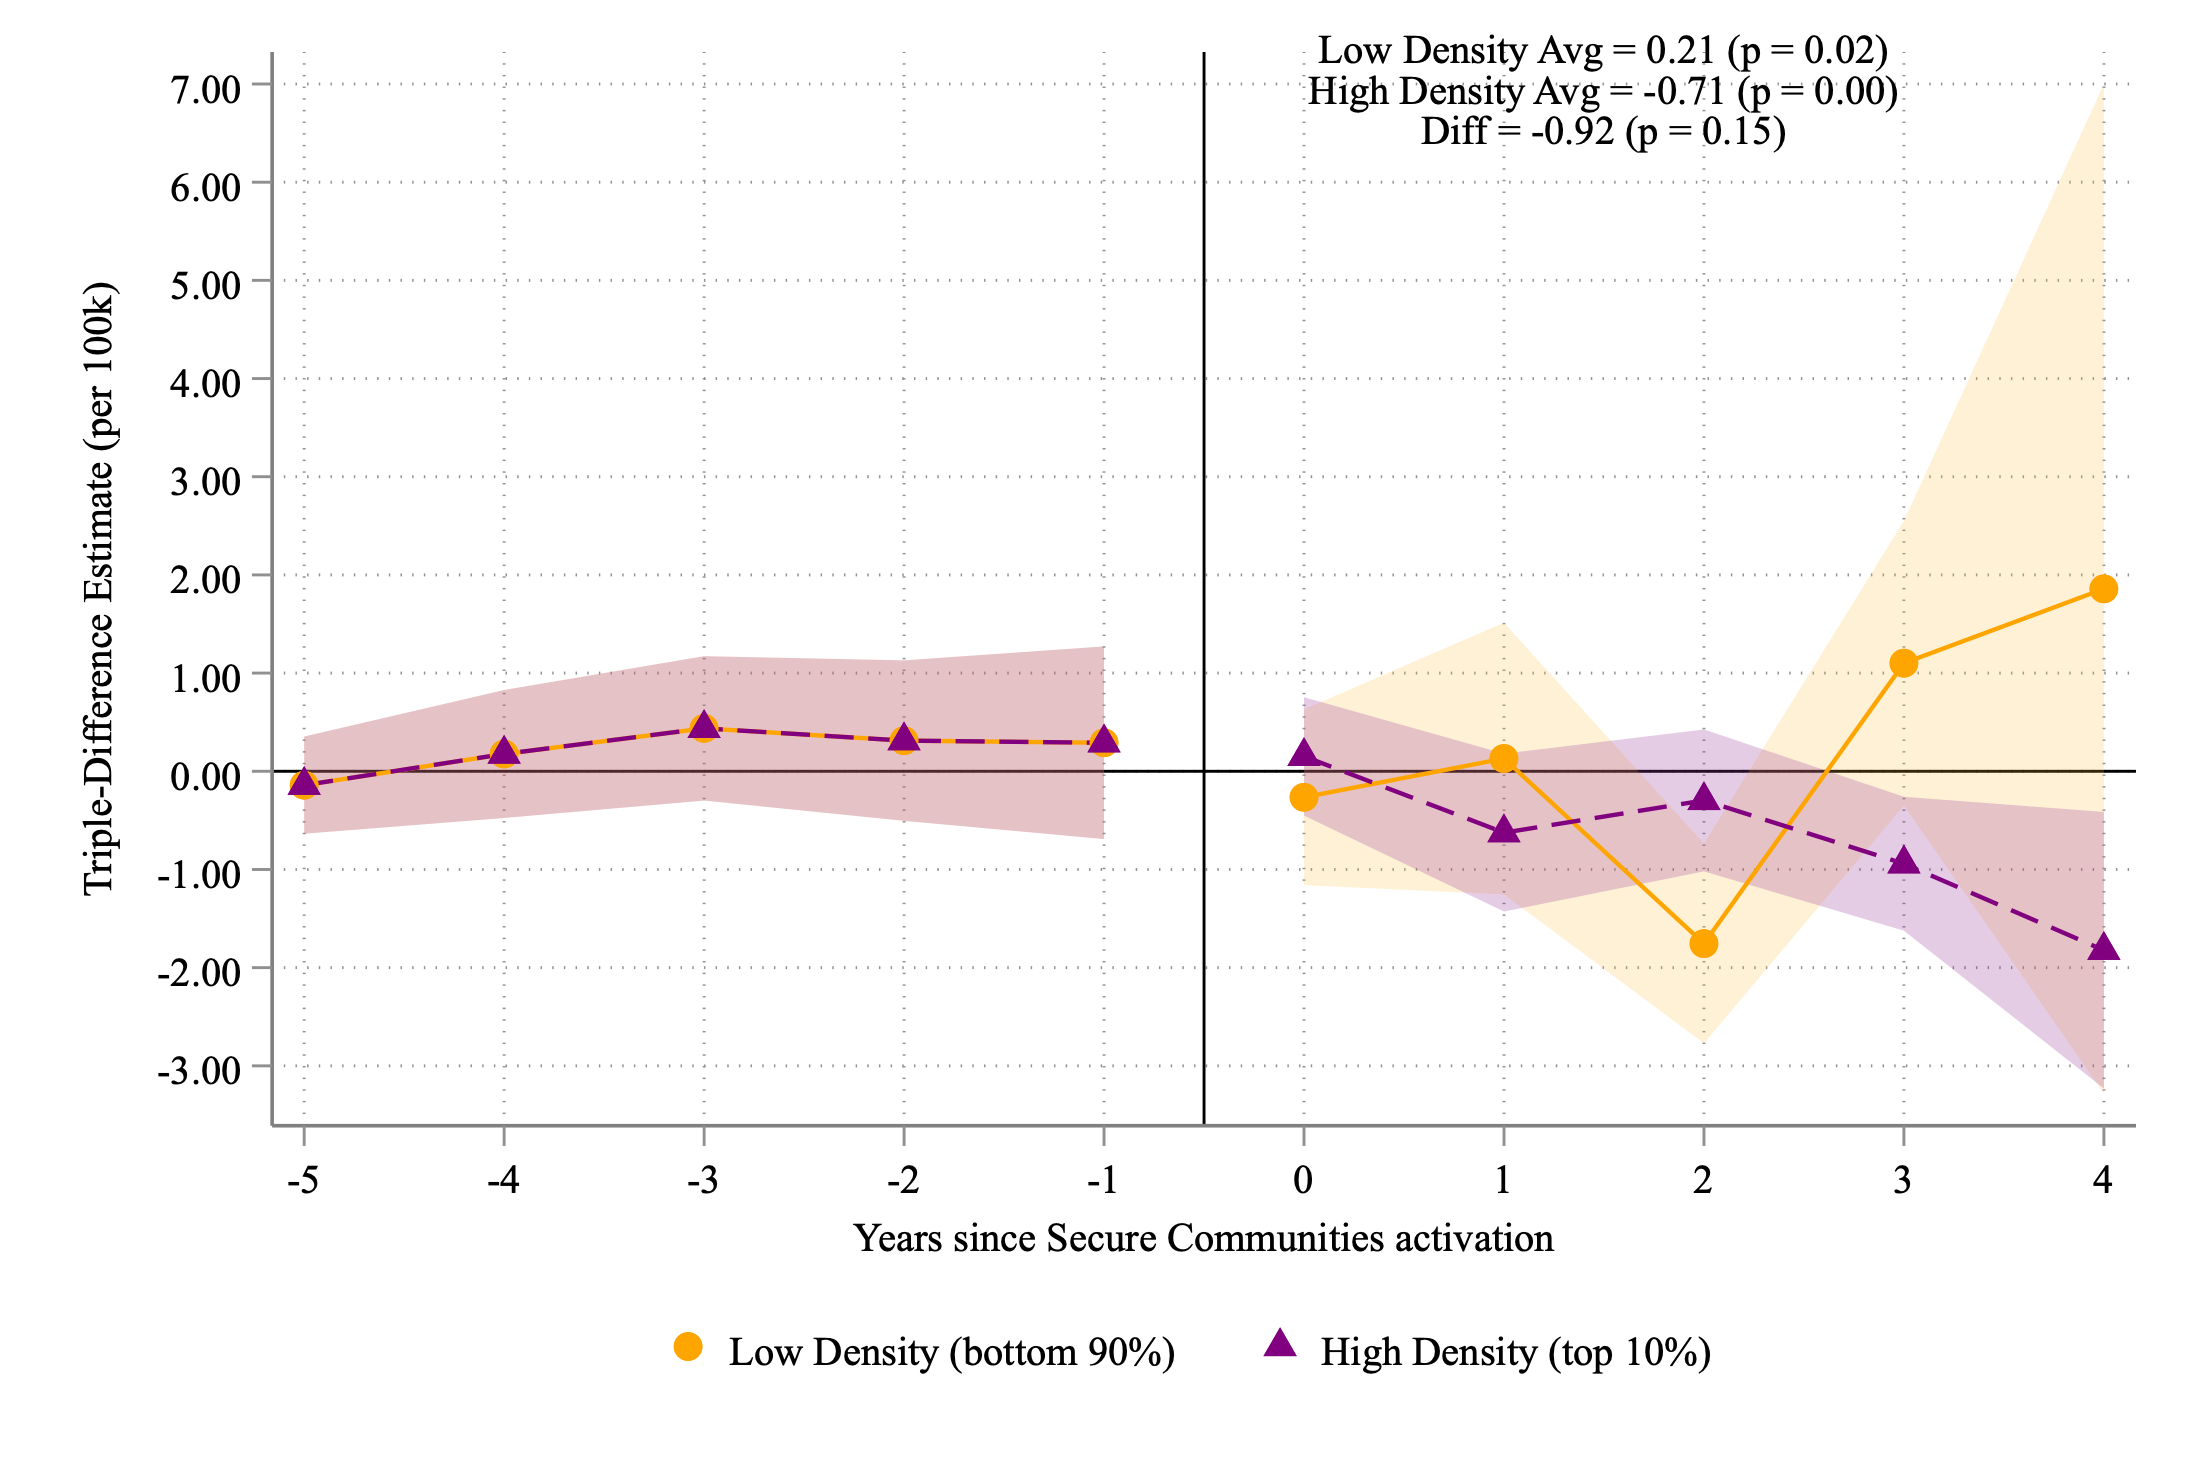 Low Density Avg = 0.21 (p = 0.02)
High Density Avg = -0.71 (p = 0.00)
Diff = -0.92 (p = 0.15)
7.00
6.00
5.00
4.00
3.00
2.00
1.00
0.00
-1.00
-2.00
-3.00
Triple-Difference Estimate (per 100k)
-5 -4 -3 -2 -1 0 1 2 3 4
Years since Secure Communities activation
Low Density (bottom 90%) High Density (top 10%)